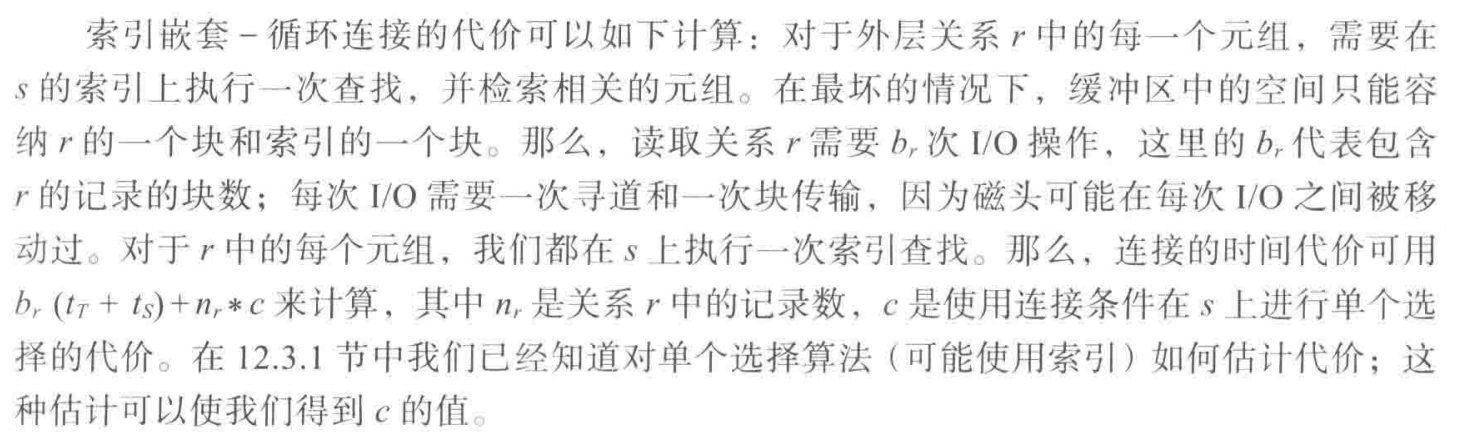 索引嵌套－循环连接的代价可以如下计算：对于外层关系 r 中的每一个元组，需要在
s 的索引上执行一次查找，并检索相关的元组。在最坏的情况下，缓冲区中的空间只能容
纳 r 的一个块和索引的一个块。那么，读取关系 r 需要 bᵣ 次 I/O 操作，这里的 bᵣ 代表包含
r 的记录的块数；每次 I/O 需要一次寻道和一次块传输，因为磁头可能在每次 I/O 之间被移
动过。对于 r 中的每个元组，我们都在 s 上执行一次索引查找。那么，连接的时间代价可用
bᵣ (t_T + t_S)+nᵣ*c 来计算，其中 nᵣ 是关系 r 中的记录数，c 是使用连接条件在 s 上进行单个选
择的代价。在 12.3.1 节中我们已经知道对单个选择算法（可能使用索引）如何估计代价；这
种估计可以使我们得到 c 的值。